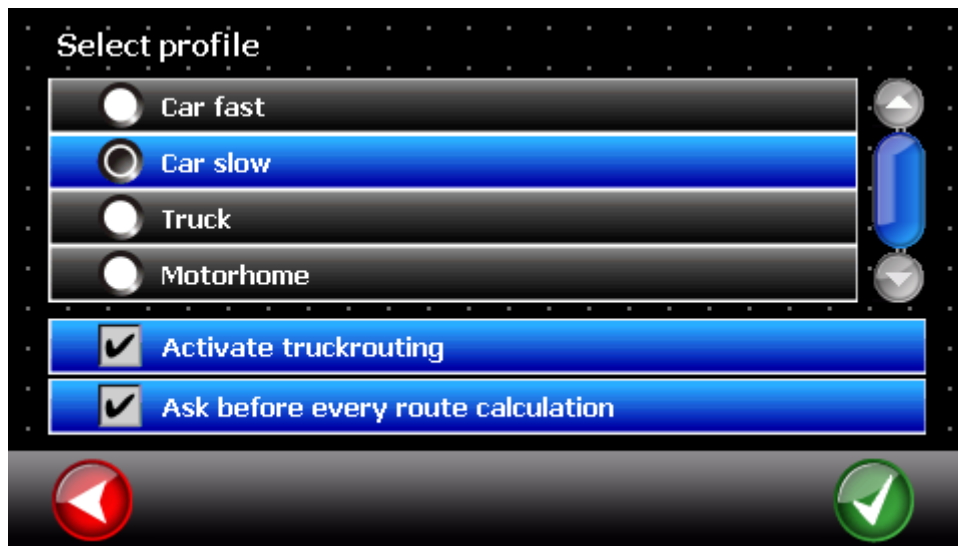 Select profile
Car fast
Car slow
Truck
Motorhome
Activate truckrouting
Ask before every route calculation